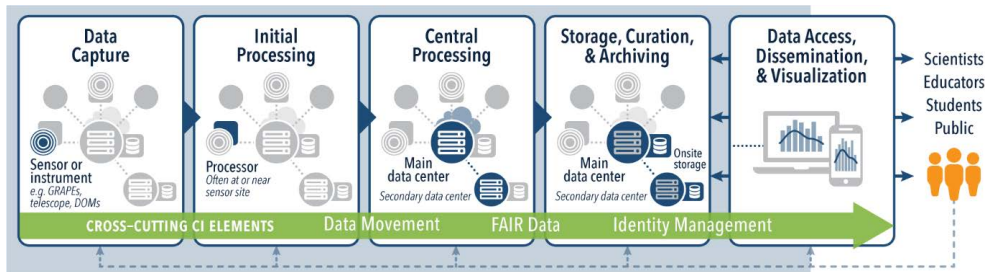 Data
Capture
Sensor or
instrument
e.g. GRAPEs,
telescope, DOMs
Initial
Processing
Processor
Often at or near
sensor site
Central
Processing
Main
data center
Secondary data center
Storage, Curation,
& Archiving
Onsite
storage
Main
data center
Secondary data center
Data Access,
Dissemination,
& Visualization
Scientists
Educators
Students
Public
CROSS-CUTTING CI ELEMENTS
Data Movement
FAIR Data
Identity Management